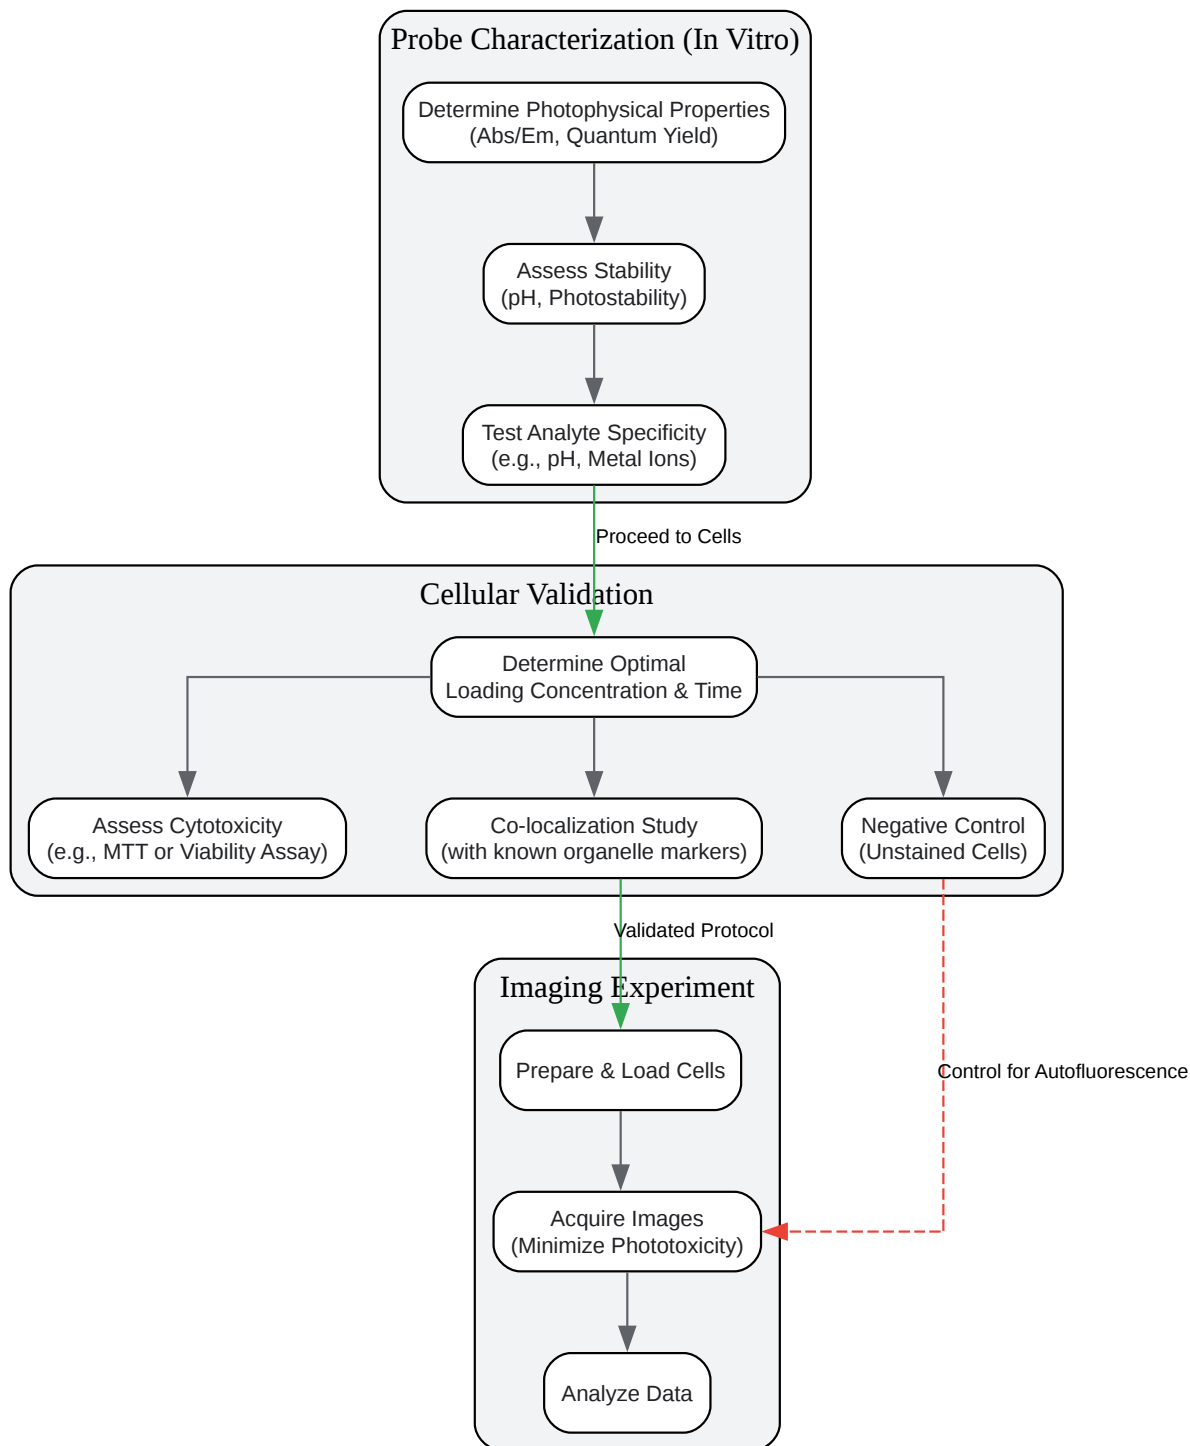 Probe Characterization (In Vitro)
Determine Photophysical Properties
(Abs/Em, Quantum Yield)
Assess Stability
(pH, Photostability)
Test Analyte Specificity
(e.g., pH, Metal Ions)
Proceed to Cells
Cellular Validation
Determine Optimal
Loading Concentration & Time
Assess Cytotoxicity
(e.g., MTT or Viability Assay)
Co-localization Study
(with known organelle markers)
Negative Control
(Unstained Cells)
Validated Protocol
Imaging Experiment
Prepare & Load Cells
Control for Autofluorescence
Acquire Images
(Minimize Phototoxicity)
Analyze Data